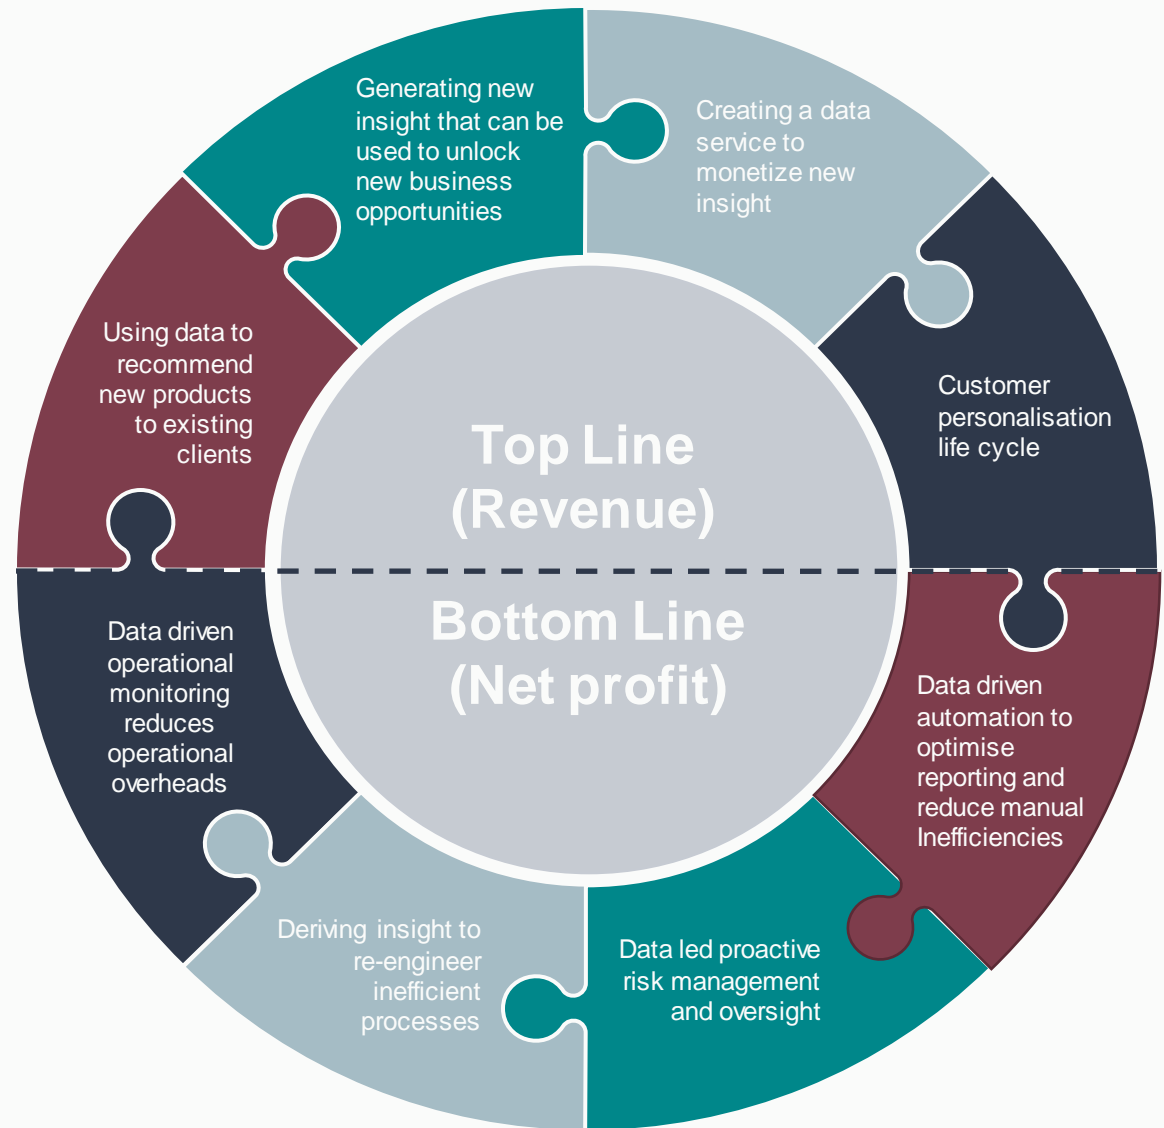 Generating new
insight that can be
used to unlock
new business
opportunities
Creating a data
service to
monetize new
insight
Customer
personalisation
life cycle
Using data to
recommend
new products
to existing
clients
Top Line
(Revenue)
Bottom Line
(Net profit)
Data driven
operational
monitoring
reduces
operational
overheads
Data driven
automation to
optimise
reporting and
reduce manual
Inefficiencies
Deriving insight to
re-engineer
inefficient
processes
Data led proactive
risk management
and oversight